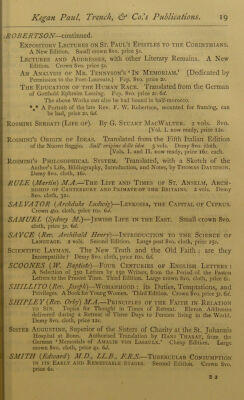 Kegan Paul, Trench, & Co.'s Publications. 19
ROBERTSON—continued.
EXPOSITORY LECTURES ON ST. PAUL'S EPISTLES TO THE CORINTHIANS.
A New Edition. Small crown 8vo. price 5s.
LECTURES AND ADDRESSES, with other Literary Remains. A New
Edition. Crown 8vo. price 5s.
AN ANALYSIS OF MR. TENNYSON'S 'IN MEMORIAM.' (Dedicated by
Permission to the Poet-Laureate.) Fcp. 8vo. price 2s.
THE EDUCATION OF THE HUMAN RACE. Translated from the German
of Gotthold Ephraim Lessing. Fcp. 8vo. price 2s. 6d.
The above Works can also be had bound in half-morocco.
*** A Portrait of the late Rev. F. W. Robertson, mounted for framing, can
be had, price 2s. 6d.
ROSMINI SERBATI (LIFE OF). By G. STUART MACWALTER. 2 vols. 8vo.
[Vol. I. now ready, price 12s.
ROSMINI'S ORIGIN OF IDEAS. Translated from the Fifth Italian Edition
of the Nuovo Saggio. Sull' origine delle idee. 3 vols. Demy 8vo. cloth.
[Vols. I. and II. now ready, price 16s. each.
ROSMINI'S PHILOSOPHICAL SYSTEM. Translated, with a Sketch of the
Author's Life, Bibliography, Introduction, and Notes, by THOMAS DAVIDSON.
Demy 8vo. cloth, price 16s.
RULE (Martin) M.A.—THE LIFE AND TIMES OF ST. ANSELM, ARCH-
BISHOP OF CANTERBURY AND PRIMATE OF THE BRITAINS. 2 vols. Demy
8vo. cloth,
SALVATOR (Archduke Ludwig)—LEVKOSIA, THE CAPITAL OF CYPRUS.
Crown 4to. cloth, price 10s. 6d.
SAMUEL (Sydney M.)—JEWISH LIFE IN THE EAST. Small crown 8vo.
cloth, price 3s. 6d.
SAYCE (Rev. Archibald Henry)—INTRODUCTION TO THE SCIENCE OF
LANGUAGE. 2 vols. Second Edition. Large post 8vo. cloth, price 25s.
SCIENTIFIC LAYMAN. The New Truth and the Old Faith: are they
Incompatible? Demy 8vo. cloth, price 10s. 6d.
SCOONES (W. Baptiste)—FOUR CENTURIES OF ENGLISH LETTERS:
A Selection of 350 Letters by 150 Writers, from the Period of the Paston
Letters to the Present Time. Third Edition. Large crown 8vo. cloth, price 6s.
SHILLITO (Rev. Joseph)—WOMANHOOD: its Duties, Temptations, and
Privileges. A Book for Young Women. Third Edition. Crown 8vo. price 3s. 6d.
SHIPLEY (Rev. Orby) M.A.—PRINCIPLES OF THE FAITH IN RELATION
TO SIN. Topics for Thought in Times of Retreat. Eleven Addresses
delivered during a Retreat of Three Days to Persons living in the World.
Demy 8vo. cloth, price 12s.
SISTER AUGUSTINE, Superior of the Sisters of Charity at the St. Johannis
Hospital at Bonn. Authorised Translation by HANS THARAU, from the
German 'Memorials of AMALIE VON LASAULX.' Cheap Edition. Large
crown 8vo. cloth, price 4s. 6d.
SMITH (Edward) M.D., LL.B., F.R.S.—TUBERCULAR CONSUMPTION
IN ITS EARLY AND REMEDIABLE STAGES. Second Edition. Crown 8vo.
price 6s.
B 2